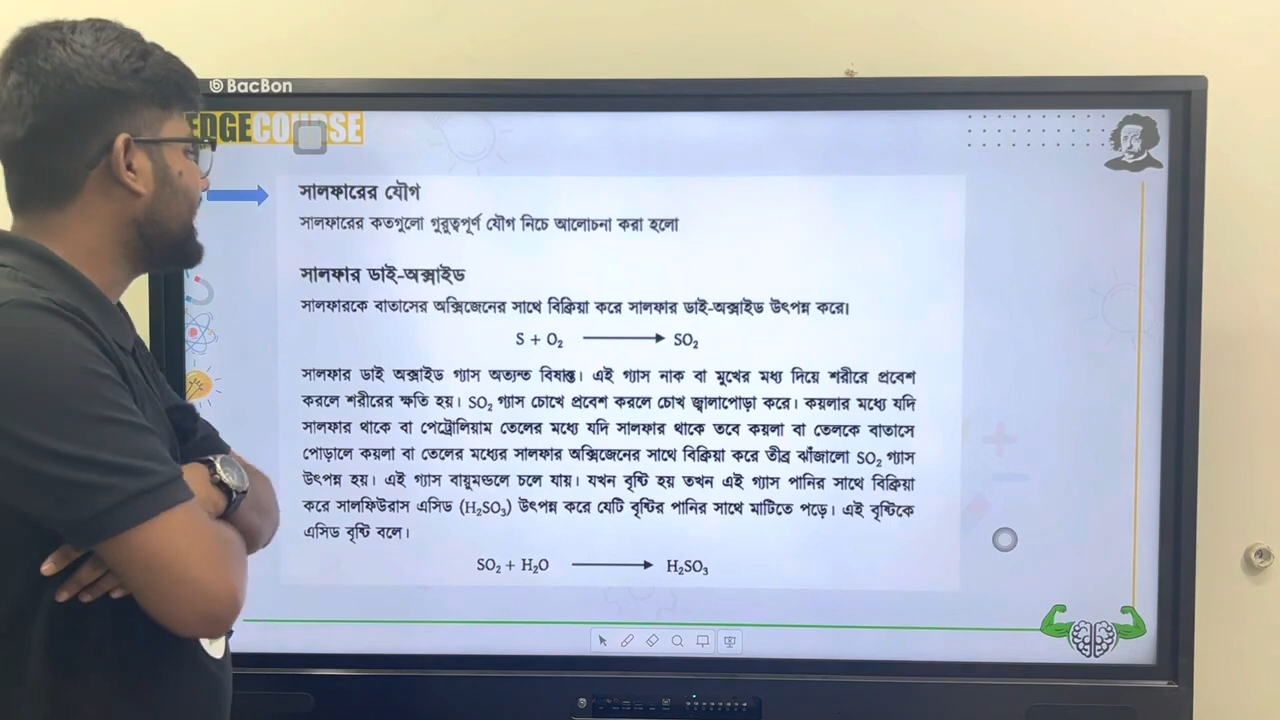 BacBon
EDGECOURSE
সালফারের যৌগ
সালফারের কতগুলো গুরুত্বপূর্ণ যৌগ নিচে আলোচনা করা হলো
সালফার ডাই-অক্সাইড
সালফারকে বাতাসের অক্সিজেনের সাথে বিক্রিয়া করে সালফার ডাই-অক্সাইড উৎপন্ন করে।
S + O₂ ⟶ SO₂
সালফার ডাই অক্সাইড গ্যাস অত্যন্ত বিষাক্ত। এই গ্যাস নাক বা মুখের মধ্য দিয়ে শরীরে প্রবেশ
করলে শরীরের ক্ষতি হয়। SO₂ গ্যাস চোখে প্রবেশ করলে চোখ জ্বালাপোড়া করে। কয়লার মধ্যে যদি
সালফার থাকে বা পেট্রোলিয়াম তেলের মধ্যে যদি সালফার থাকে তবে কয়লা বা তেলকে বাতাসে
পোড়ালে কয়লা বা তেলের মধ্যের সালফার অক্সিজেনের সাথে বিক্রিয়া করে তীব্র ঝাঁজালো SO₂ গ্যাস
উৎপন্ন হয়। এই গ্যাস বায়ুমন্ডলে চলে যায়। যখন বৃষ্টি হয় তখন এই গ্যাস পানির সাথে বিক্রিয়া
করে সালফিউরাস এসিড (H₂SO₃) উৎপন্ন করে যেটি বৃষ্টির পানির সাথে মাটিতে পড়ে। এই বৃষ্টিকে
এসিড বৃষ্টি বলে।
SO₂ + H₂O ⟶ H₂SO₃